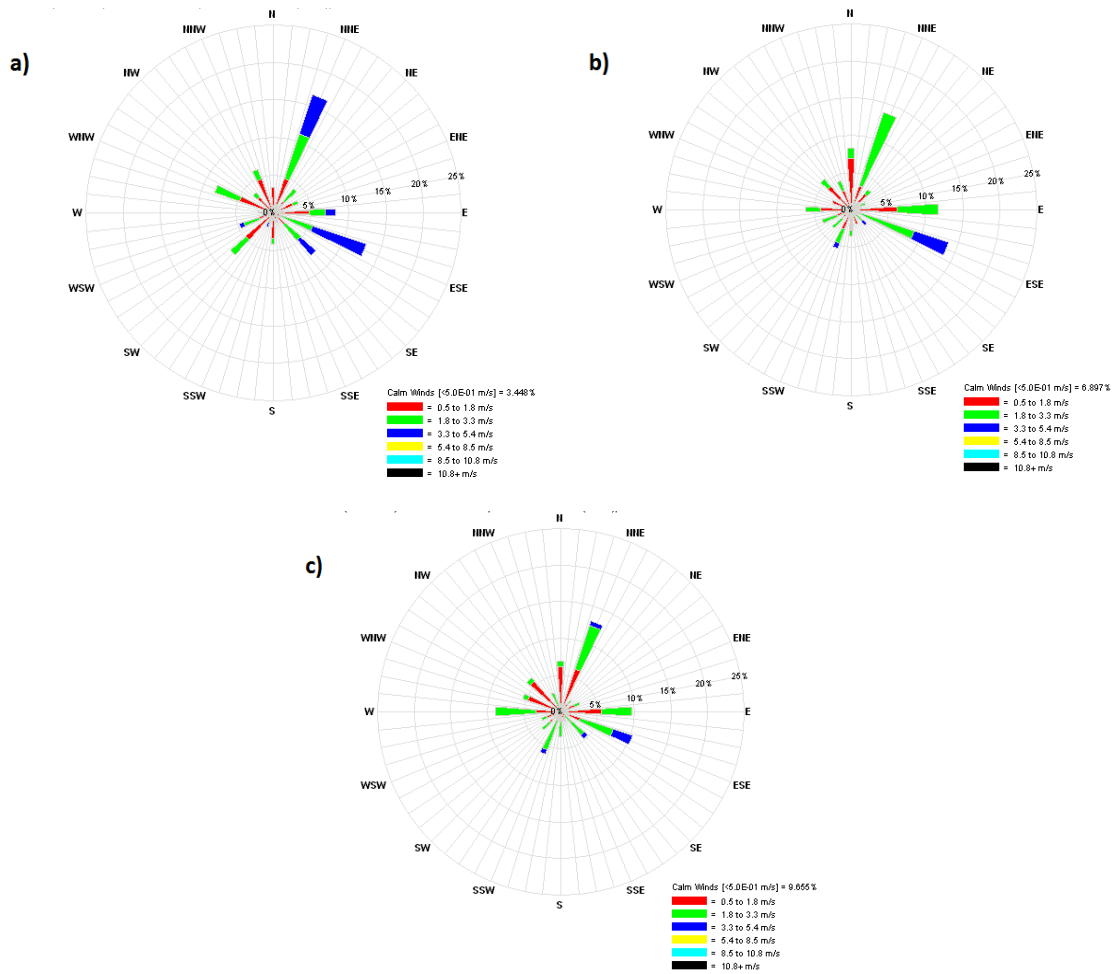 a)
N
NNW
NNE
NW
NE
WNW
ENE
25%
20%
15%
10%
5%
0%
W
E
WSW
ESE
SW
SE
SSW
SSE
S
Calm Winds [<5.0E-01 m/s] = 3.448%
= 0.5 to 1.8 m/s
= 1.8 to 3.3 m/s
= 3.3 to 5.4 m/s
= 5.4 to 8.5 m/s
= 8.5 to 10.8 m/s
= 10.8+ m/s
b)
N
NNW
NNE
NW
NE
WNW
ENE
25%
20%
15%
10%
5%
0%
W
E
WSW
ESE
SW
SE
SSW
SSE
S
Calm Winds [<5.0E-01 m/s] = 6.897%
= 0.5 to 1.8 m/s
= 1.8 to 3.3 m/s
= 3.3 to 5.4 m/s
= 5.4 to 8.5 m/s
= 8.5 to 10.8 m/s
= 10.8+ m/s
c)
N
NNW
NNE
NW
NE
WNW
ENE
25%
20%
15%
10%
5%
0%
W
E
WSW
ESE
SW
SE
SSW
SSE
S
Calm Winds [<5.0E-01 m/s] = 9.655%
= 0.5 to 1.8 m/s
= 1.8 to 3.3 m/s
= 3.3 to 5.4 m/s
= 5.4 to 8.5 m/s
= 8.5 to 10.8 m/s
= 10.8+ m/s